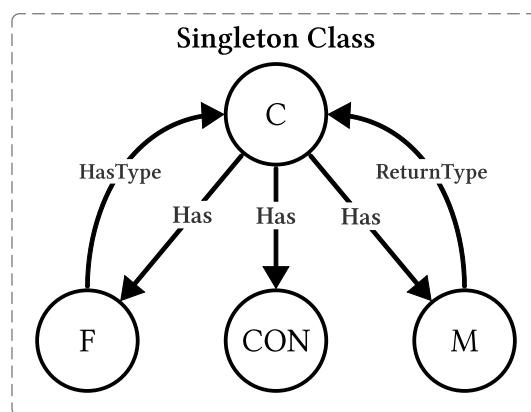 Singleton Class
C
HasType
ReturnType
Has
Has
Has
F
CON
M